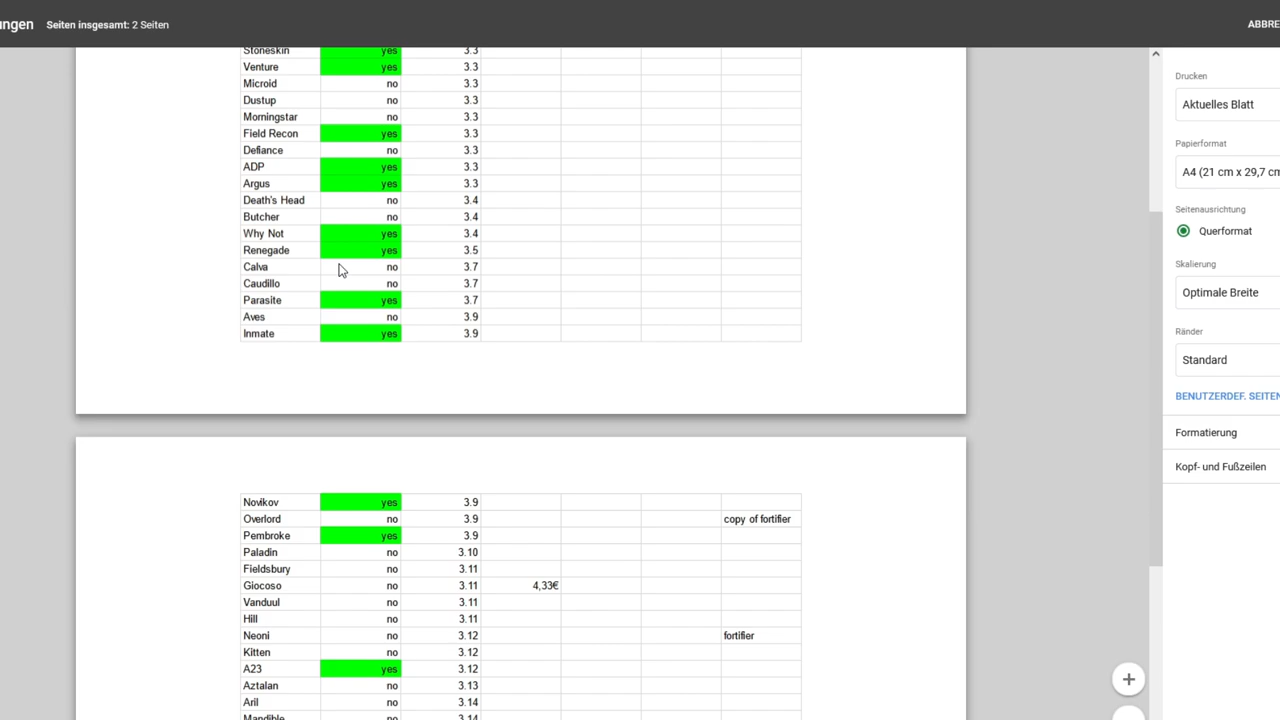 ngen Seiten insgesamt: 2 Seiten ABBRE
Stoneskin yes 3.3
Venture yes 3.3
Microid no 3.3
Dustup no 3.3
Morningstar no 3.3
Field Recon yes 3.3
Defiance no 3.3
ADP yes 3.3
Argus yes 3.3
Death's Head no 3.4
Butcher no 3.4
Why Not yes 3.4
Renegade yes 3.5
Calva no 3.7
Caudillo no 3.7
Parasite yes 3.7
Aves no 3.9
Inmate yes 3.9
Novikov yes 3.9
Overlord no 3.9 copy of fortifier
Pembroke yes 3.9
Paladin no 3.10
Fieldsbury no 3.11
Giocoso no 3.11 4,33€
Vanduul no 3.11
Hill no 3.11
Neoni no 3.12 fortifier
Kitten no 3.12
A23 yes 3.12
Aztalan no 3.13
Aril no 3.14
Mandible no 3.14
Drucken
Aktuelles Blatt
Papierformat
A4 (21 cm x 29,7 cm
Seitenausrichtung
Querformat
Skalierung
Optimale Breite
Ränder
Standard
BENUTZERDEF. SEITEN
Formatierung
Kopf- und Fußzeilen